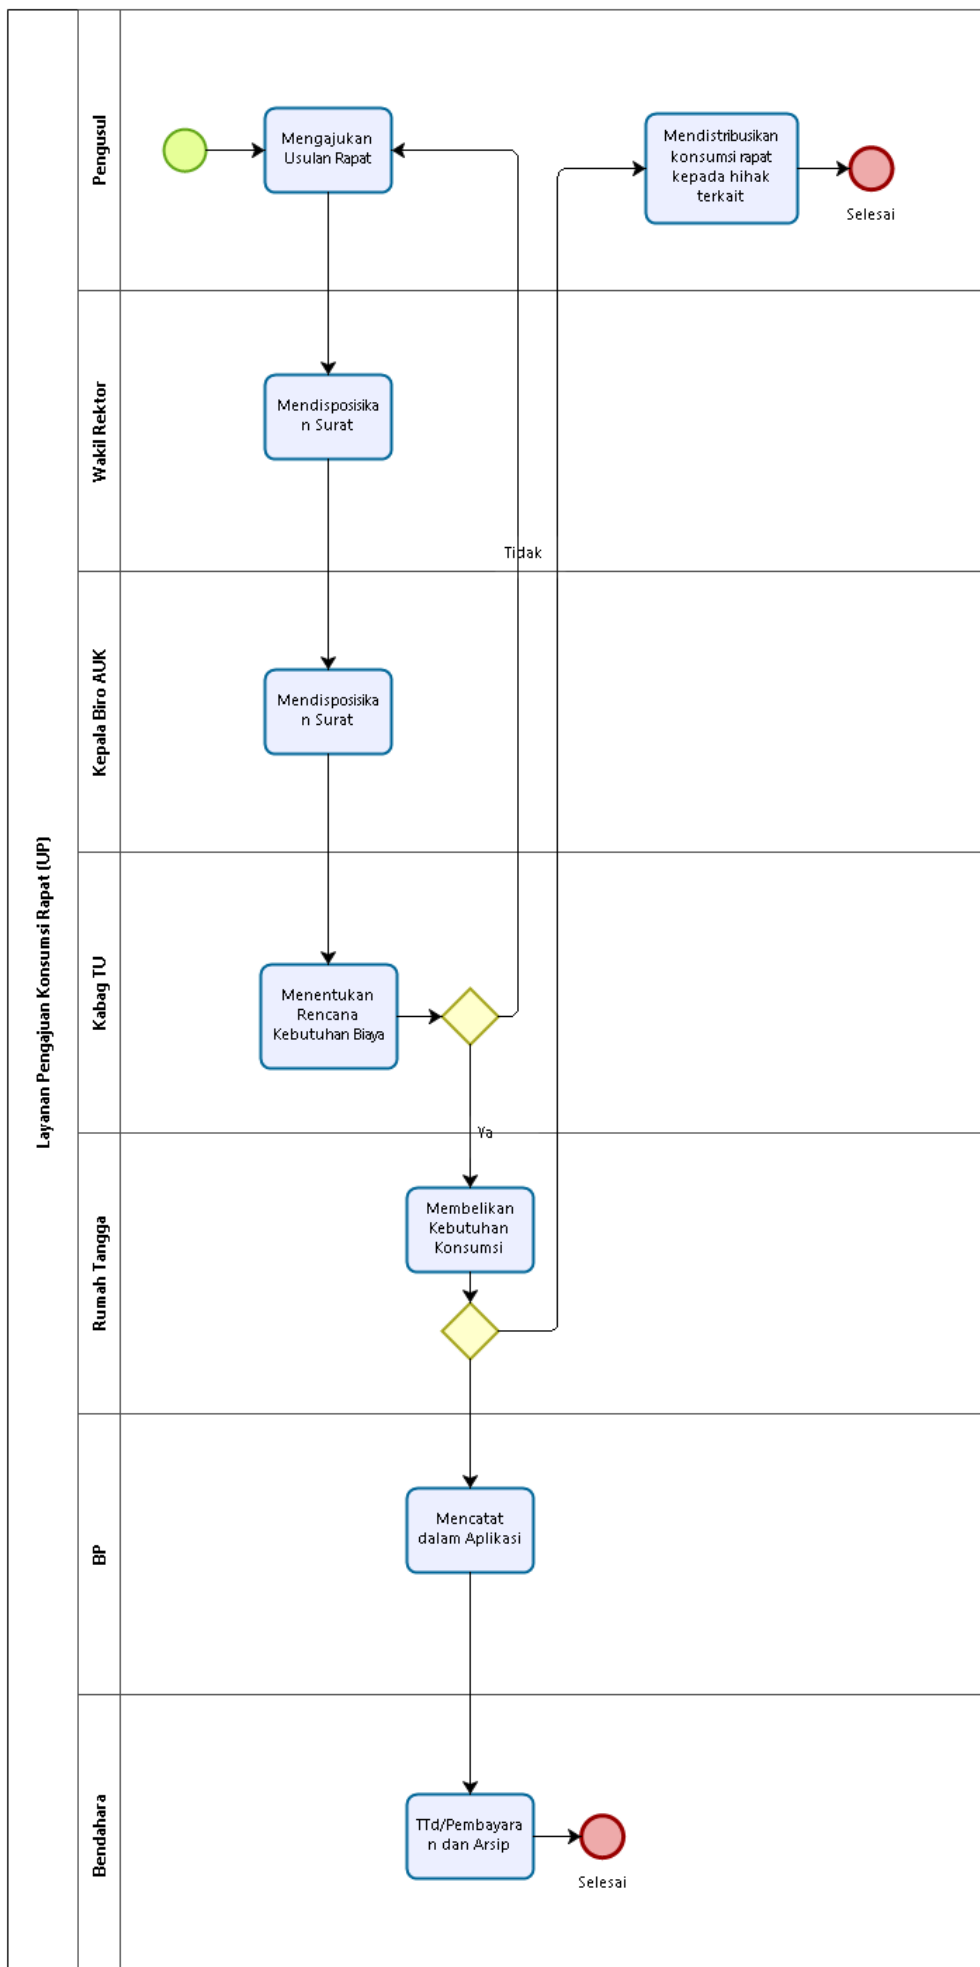 Layanan Pengajuan Konsumsi Rapat (UP)
Pengusul
Mengajukan
Usulan Rapat
Mendistribusikan
konsumsi rapat
kepada hihak
terkait
Selesai
Wakil Rektor
Mendisposisika
n Surat
Tidak
Kepala Biro AUK
Mendisposisika
n Surat
Kabag TU
Menentukan
Rencana
Kebutuhan Biaya
Ya
Rumah Tangga
Membelikan
Kebutuhan
Konsumsi
BP
Mencatat
dalam Aplikasi
Bendahara
TTd/Pembayara
n dan Arsip
Selesai